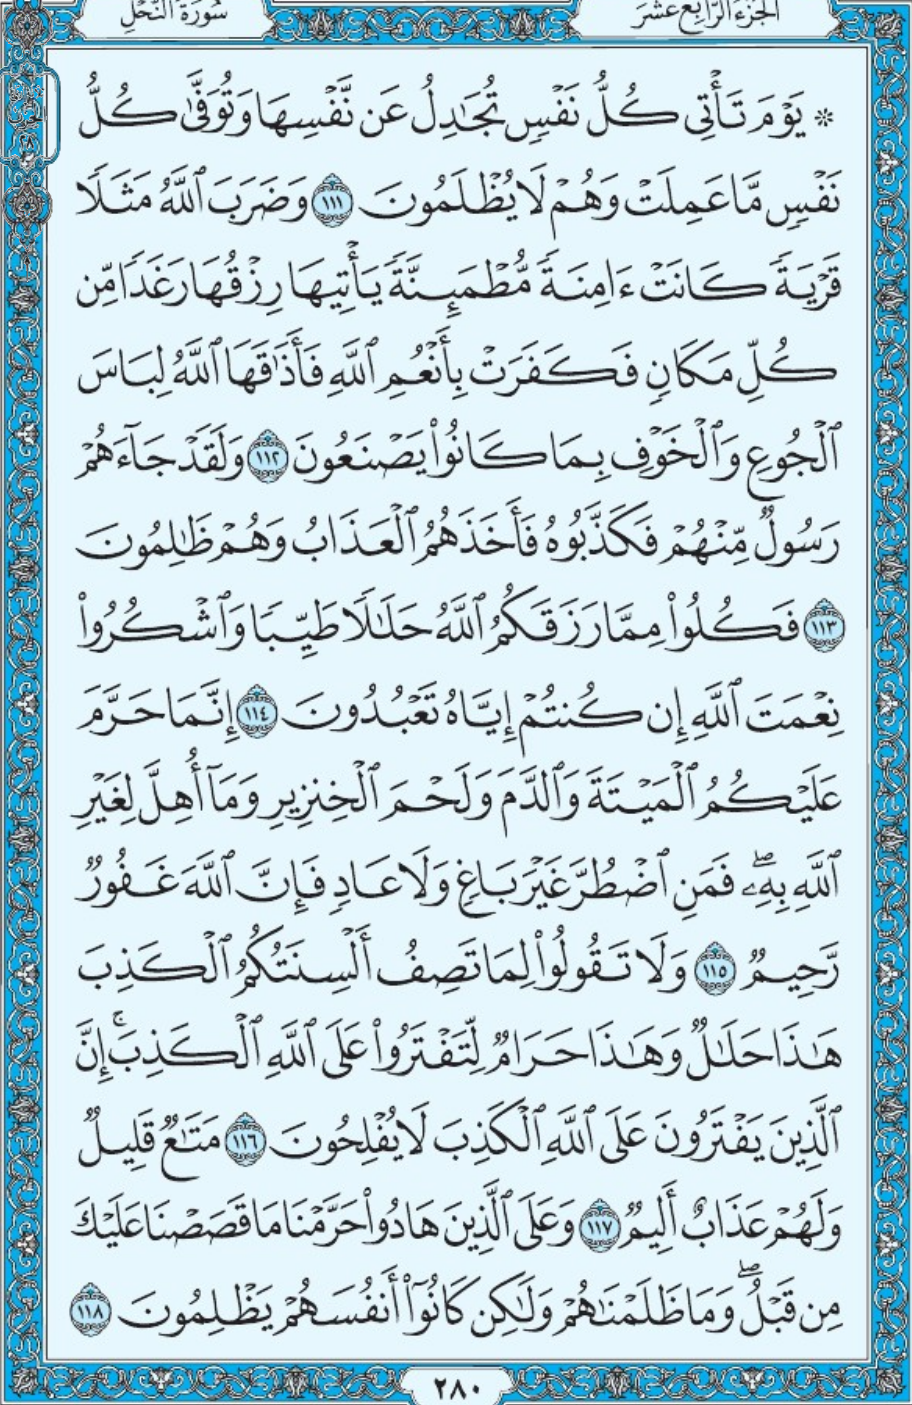 الجزء الرابع عشر
سورة النحل
۞ يَوْمَ تَأْتِي كُلُّ نَفْسٍ تُجَٰدِلُ عَن نَّفْسِهَا وَتُوَفَّىٰ كُلُّ
نَفْسٍ مَّا عَمِلَتْ وَهُمْ لَا يُظْلَمُونَ ١١١ وَضَرَبَ ٱللَّهُ مَثَلًا
قَرْيَةً كَانَتْ ءَامِنَةً مُّطْمَئِنَّةً يَأْتِيهَا رِزْقُهَا رَغَدًا مِّن
كُلِّ مَكَانٍ فَكَفَرَتْ بِأَنْعُمِ ٱللَّهِ فَأَذَٰقَهَا ٱللَّهُ لِبَاسَ
ٱلْجُوعِ وَٱلْخَوْفِ بِمَا كَانُوا۟ يَصْنَعُونَ ١١٢ وَلَقَدْ جَآءَهُمْ
رَسُولٌ مِّنْهُمْ فَكَذَّبُوهُ فَأَخَذَهُمُ ٱلْعَذَابُ وَهُمْ ظَٰلِمُونَ
١١٣ فَكُلُوا۟ مِمَّا رَزَقَكُمُ ٱللَّهُ حَلَٰلًا طَيِّبًا وَٱشْكُرُوا۟
نِعْمَتَ ٱللَّهِ إِن كُنتُمْ إِيَّاهُ تَعْبُدُونَ ١١٤ إِنَّمَا حَرَّمَ
عَلَيْكُمُ ٱلْمَيْتَةَ وَٱلدَّمَ وَلَحْمَ ٱلْخِنزِيرِ وَمَآ أُهِلَّ لِغَيْرِ
ٱللَّهِ بِهِۦۖ فَمَنِ ٱضْطُرَّ غَيْرَ بَاغٍ وَلَا عَادٍ فَإِنَّ ٱللَّهَ غَفُورٌ
رَّحِيمٌ ١١٥ وَلَا تَقُولُوا۟ لِمَا تَصِفُ أَلْسِنَتُكُمُ ٱلْكَذِبَ
هَٰذَا حَلَٰلٌ وَهَٰذَا حَرَامٌ لِّتَفْتَرُوا۟ عَلَى ٱللَّهِ ٱلْكَذِبَۚ إِنَّ
ٱلَّذِينَ يَفْتَرُونَ عَلَى ٱللَّهِ ٱلْكَذِبَ لَا يُفْلِحُونَ ١١٦ مَتَٰعٌ قَلِيلٌ
وَلَهُمْ عَذَابٌ أَلِيمٌ ١١٧ وَعَلَى ٱلَّذِينَ هَادُوا۟ حَرَّمْنَا مَا قَصَصْنَا عَلَيْكَ
مِن قَبْلُۖ وَمَا ظَلَمْنَٰهُمْ وَلَٰكِن كَانُوٓا۟ أَنفُسَهُمْ يَظْلِمُونَ ١١٨
٢٨٠